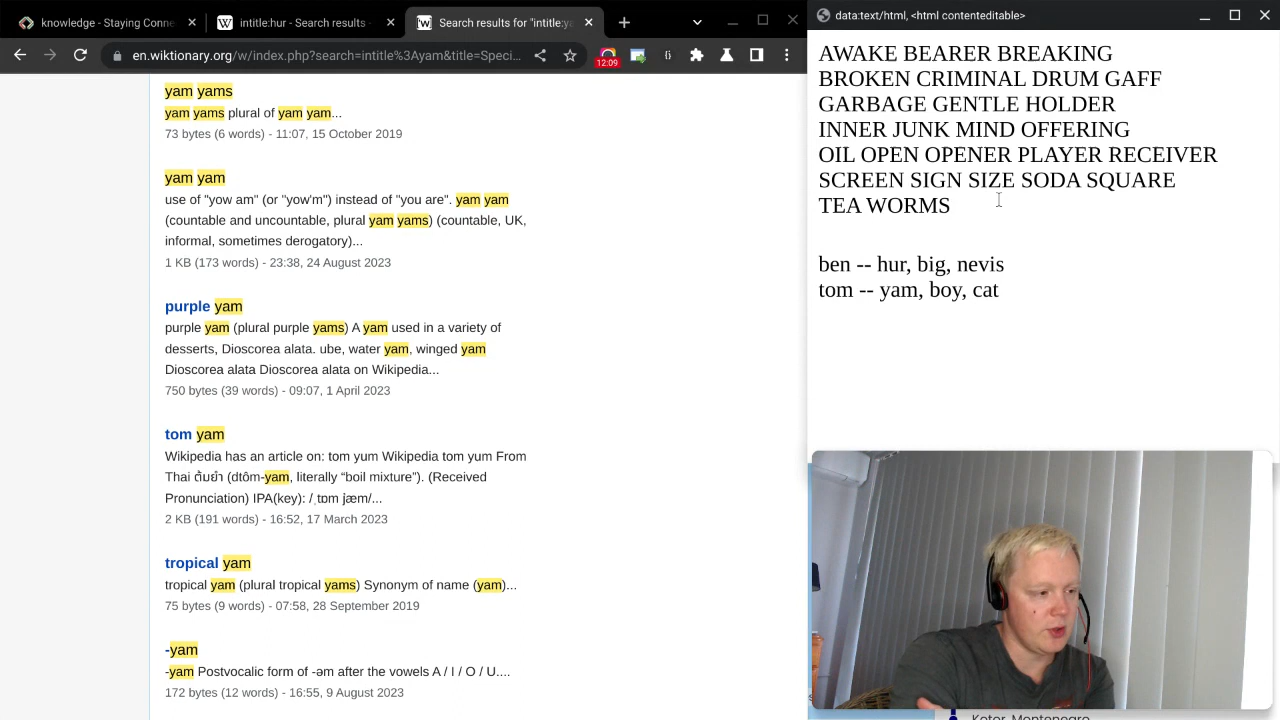 knowledge - Staying Conne
intitle:hur - Search results -
Search results for "intitle:ya
data:text/html, <html contenteditable>
en.wiktionary.org/w/index.php?search=intitle%3Ayam&title=Speci...
12:09
yam yams
yam yams plural of yam yam...
73 bytes (6 words) - 11:07, 15 October 2019
yam yam
use of "yow am" (or "yow'm") instead of "you are". yam yam
(countable and uncountable, plural yam yams) (countable, UK,
informal, sometimes derogatory)...
1 KB (173 words) - 23:38, 24 August 2023
purple yam
purple yam (plural purple yams) A yam used in a variety of
desserts, Dioscorea alata. ube, water yam, winged yam
Dioscorea alata Dioscorea alata on Wikipedia...
750 bytes (39 words) - 09:07, 1 April 2023
tom yam
Wikipedia has an article on: tom yum Wikipedia tom yum From
Thai ต้มยำ (dtôm-yam, literally “boil mixture”). (Received
Pronunciation) IPA(key): /ˌtɒm jæm/...
2 KB (191 words) - 16:52, 17 March 2023
tropical yam
tropical yam (plural tropical yams) Synonym of name (yam)...
75 bytes (9 words) - 07:58, 28 September 2019
-yam
-yam Postvocalic form of -əm after the vowels A / I / O / U....
172 bytes (12 words) - 16:55, 9 August 2023
AWAKE BEARER BREAKING
BROKEN CRIMINAL DRUM GAFF
GARBAGE GENTLE HOLDER
INNER JUNK MIND OFFERING
OIL OPEN OPENER PLAYER RECEIVER
SCREEN SIGN SIZE SODA SQUARE
TEA WORMS
ben -- hur, big, nevis
tom -- yam, boy, cat
Kotor, Montenegro